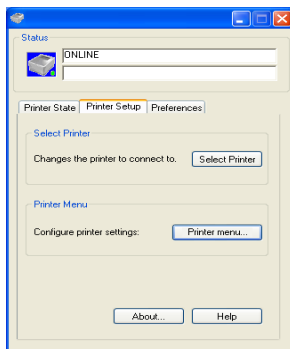 Status
ONLINE
Printer State Printer Setup Preferences
Select Printer
Changes the printer to connect to. Select Printer
Printer Menu
Configure printer settings: Printer menu...
About... Help